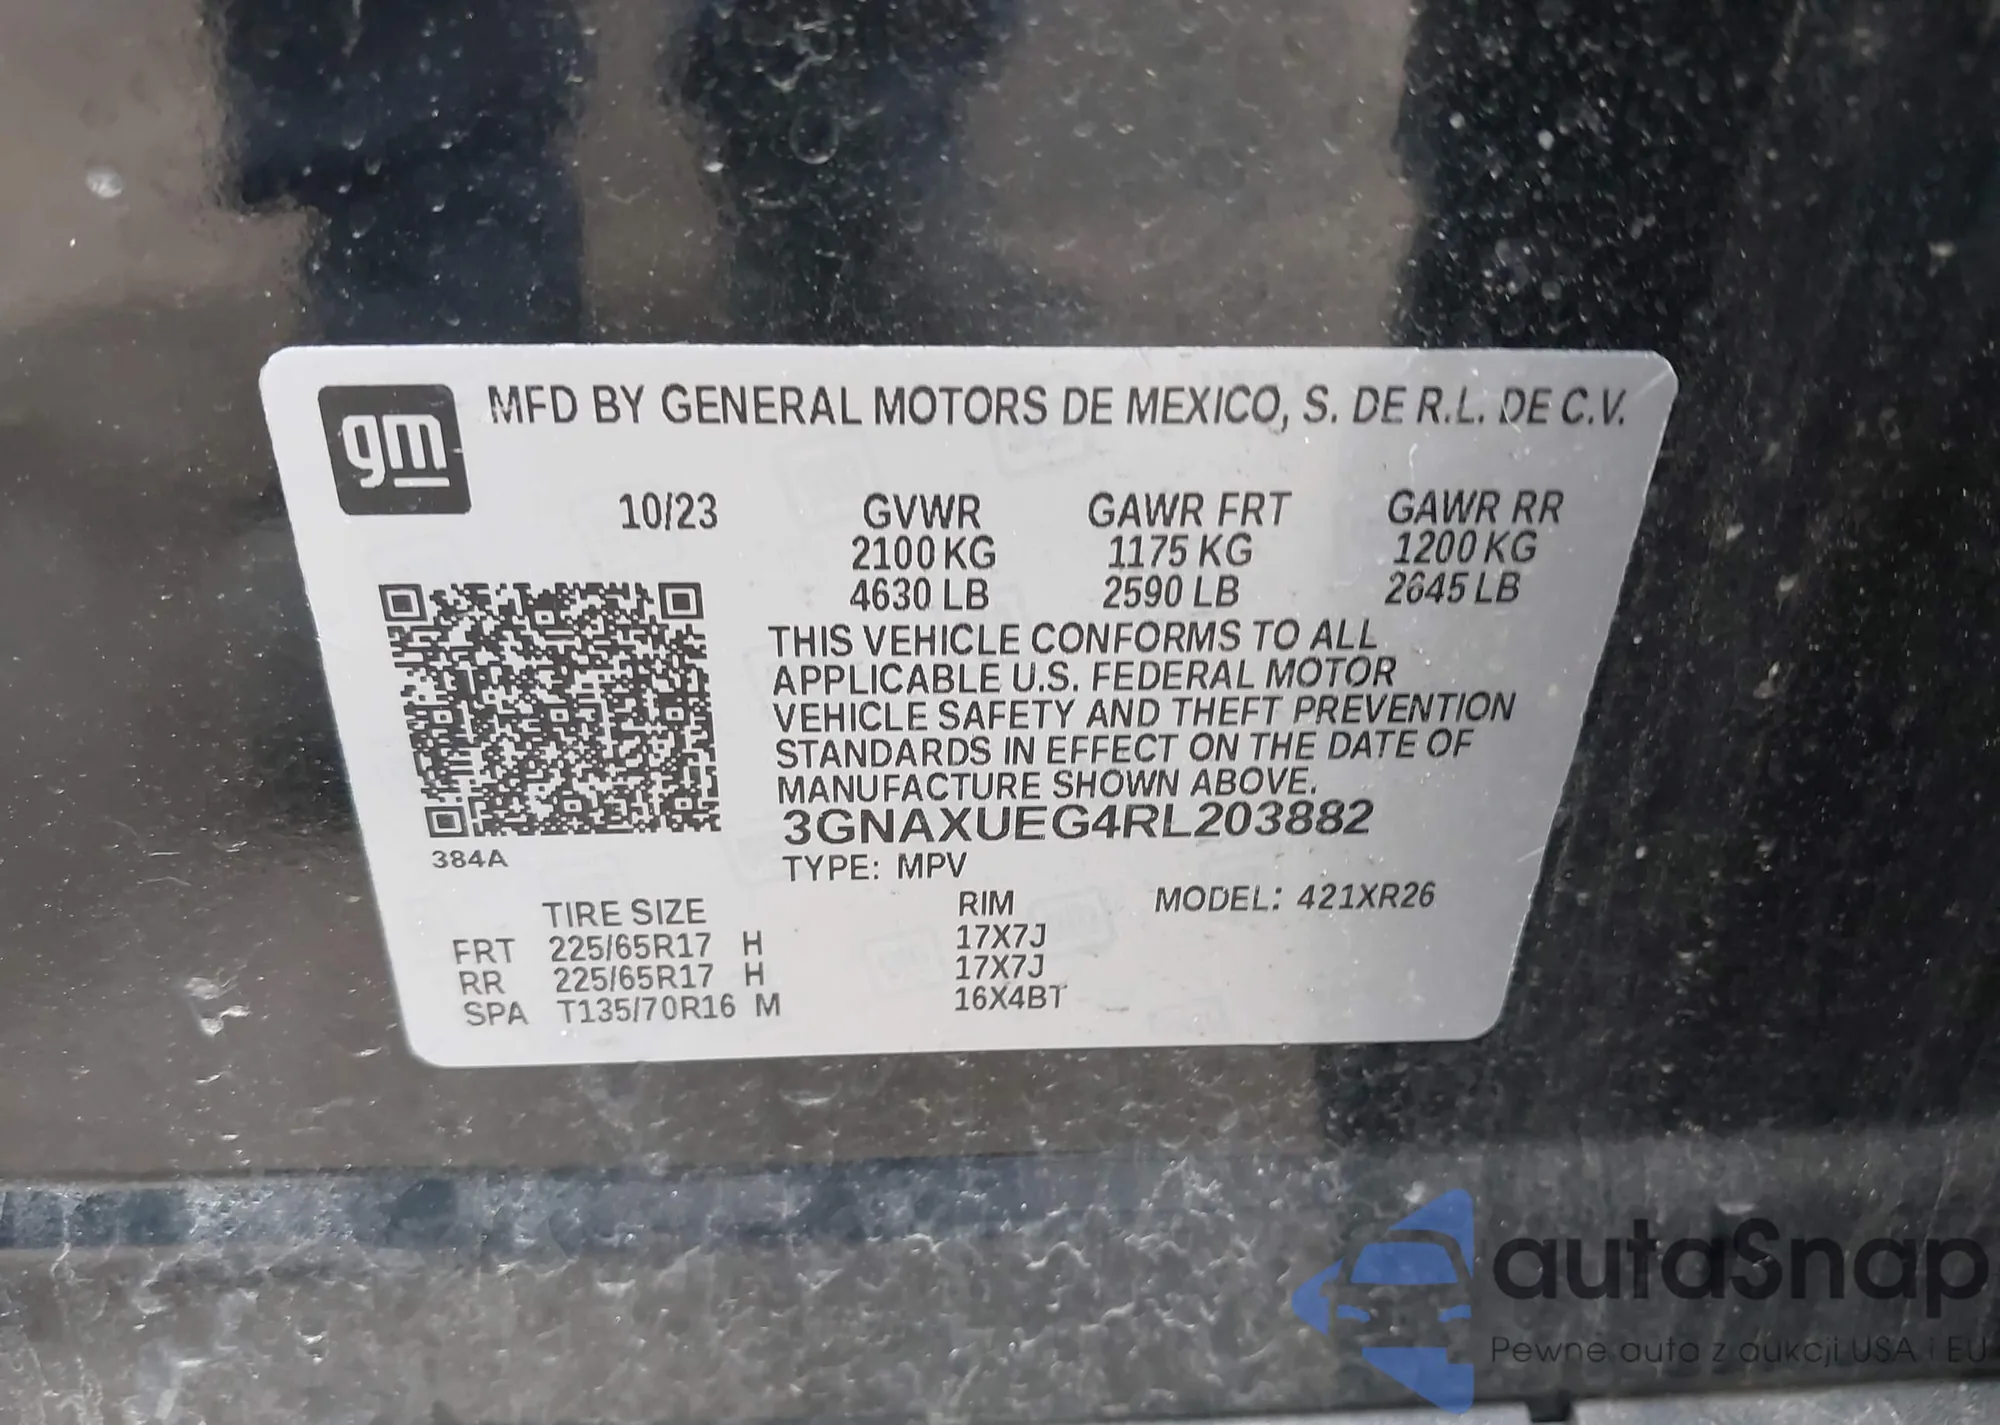 gm MFD BY GENERAL MOTORS DE MEXICO, S. DE R.L. DE C.V.
10/23 GVWR GAWR FRT GAWR RR
2100 KG 1175 KG 1200 KG
4630 LB 2590 LB 2645 LB
THIS VEHICLE CONFORMS TO ALL
APPLICABLE U.S. FEDERAL MOTOR
VEHICLE SAFETY AND THEFT PREVENTION
STANDARDS IN EFFECT ON THE DATE OF
MANUFACTURE SHOWN ABOVE.
3GNAXUEG4RL203882
384A
TYPE: MPV
TIRE SIZE RIM MODEL: 421XR26
FRT 225/65R17 H 17X7J
RR 225/65R17 H 17X7J
SPA T135/70R16 M 16X4BT
autaSnap
Pewne auta z aukcji USA i EU